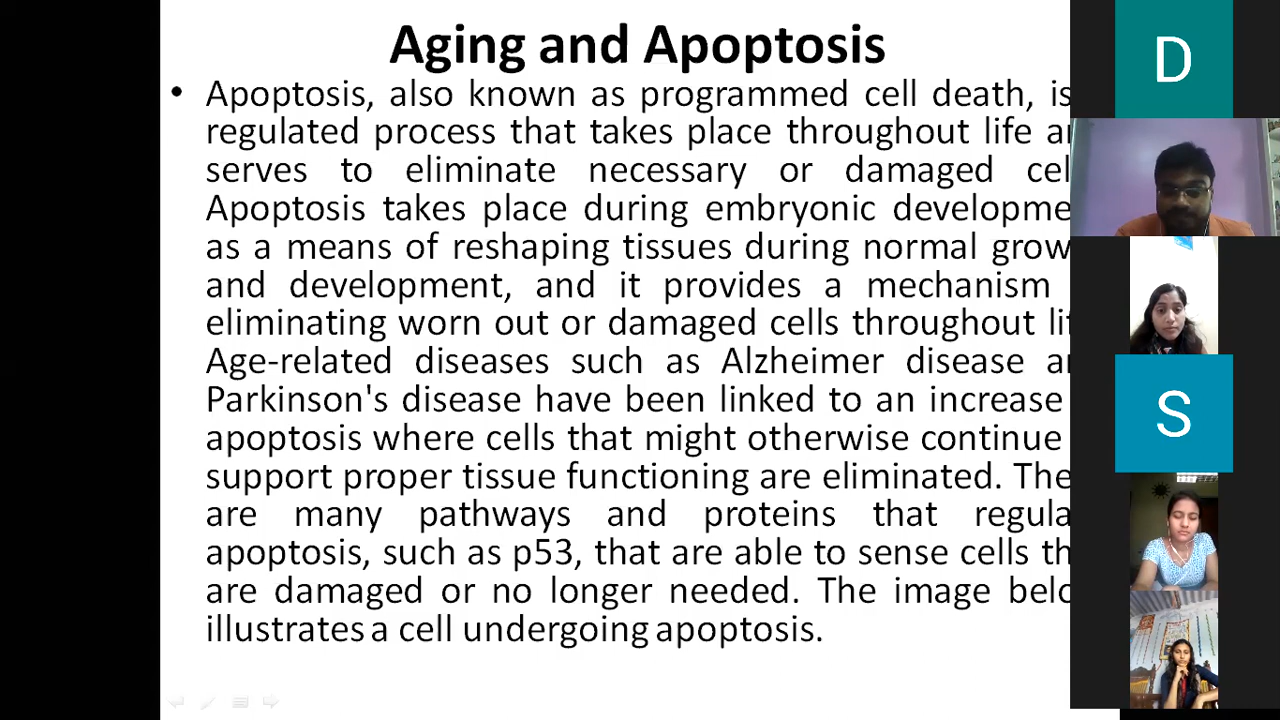 Aging and Apoptosis
• Apoptosis, also known as programmed cell death, is
regulated process that takes place throughout life a
serves to eliminate necessary or damaged cel
Apoptosis takes place during embryonic developme
as a means of reshaping tissues during normal grow
and development, and it provides a mechanism
eliminating worn out or damaged cells throughout li
Age-related diseases such as Alzheimer disease a
Parkinson's disease have been linked to an increase
apoptosis where cells that might otherwise continue
support proper tissue functioning are eliminated. The
are many pathways and proteins that regula
apoptosis, such as p53, that are able to sense cells th
are damaged or no longer needed. The image belo
illustrates a cell undergoing apoptosis.
D
S